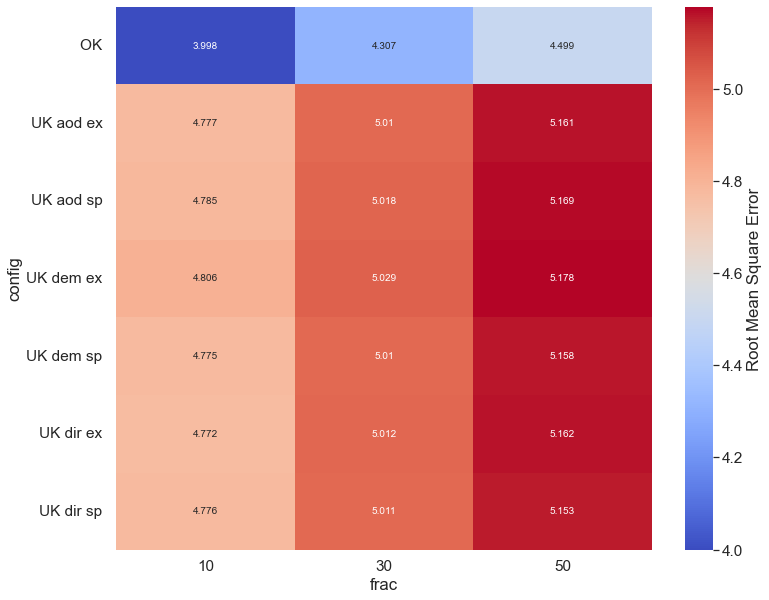 OK 3.998 4.307 4.499
UK aod ex 4.777 5.01 5.161
UK aod sp 4.785 5.018 5.169
UK dem ex 4.806 5.029 5.178
UK dem sp 4.775 5.01 5.158
UK dir ex 4.772 5.012 5.162
UK dir sp 4.776 5.011 5.153
10 30 50
frac
config
5.0
4.8
4.6
4.4
4.2
4.0
Root Mean Square Error